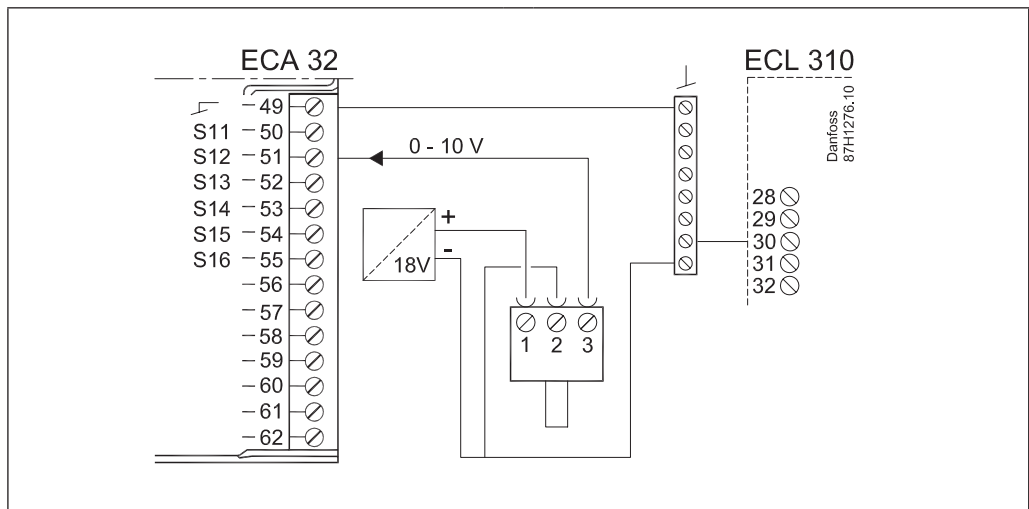 ECA 32
ECL 310
Danfoss
87H1276.10
49
S11 50
S12 51
S13 52
S14 53
S15 54
S16 55
56
57
58
59
60
61
62
0 - 10 V
+
-
18V
1 2 3
28
29
30
31
32